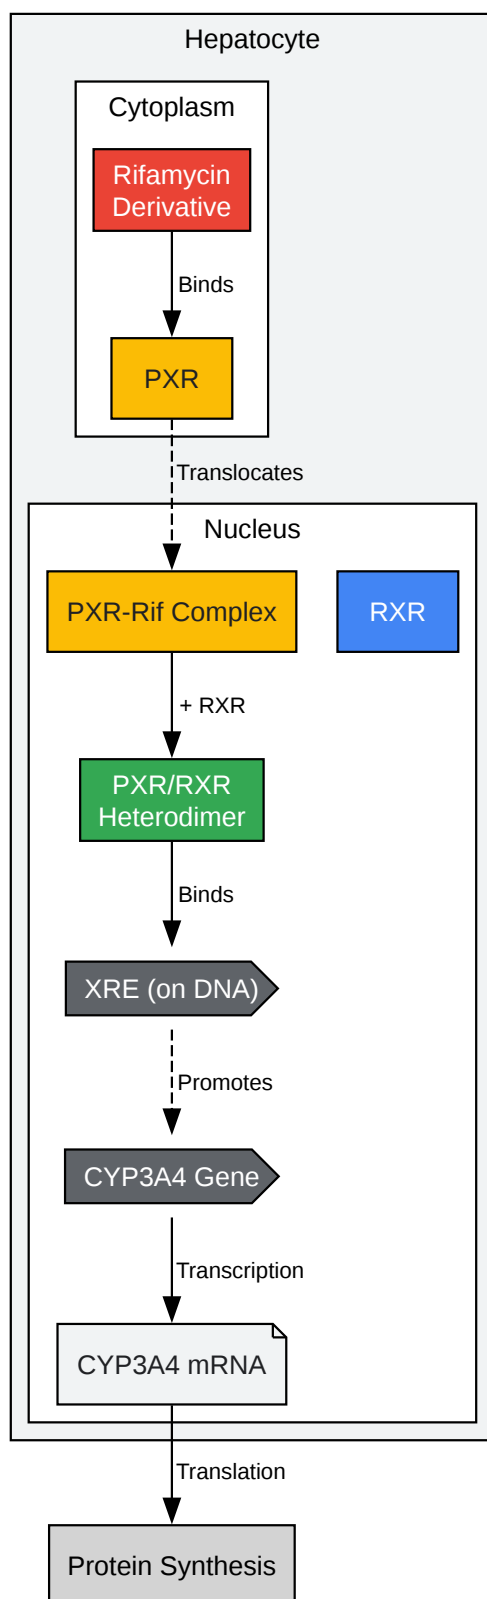 Hepatocyte
Cytoplasm
Rifamycin
Derivative
Binds
PXR
Translocates
Nucleus
PXR-Rif Complex
RXR
+ RXR
PXR/RXR
Heterodimer
Binds
XRE (on DNA)
Promotes
CYP3A4 Gene
Transcription
CYP3A4 mRNA
Translation
Protein Synthesis